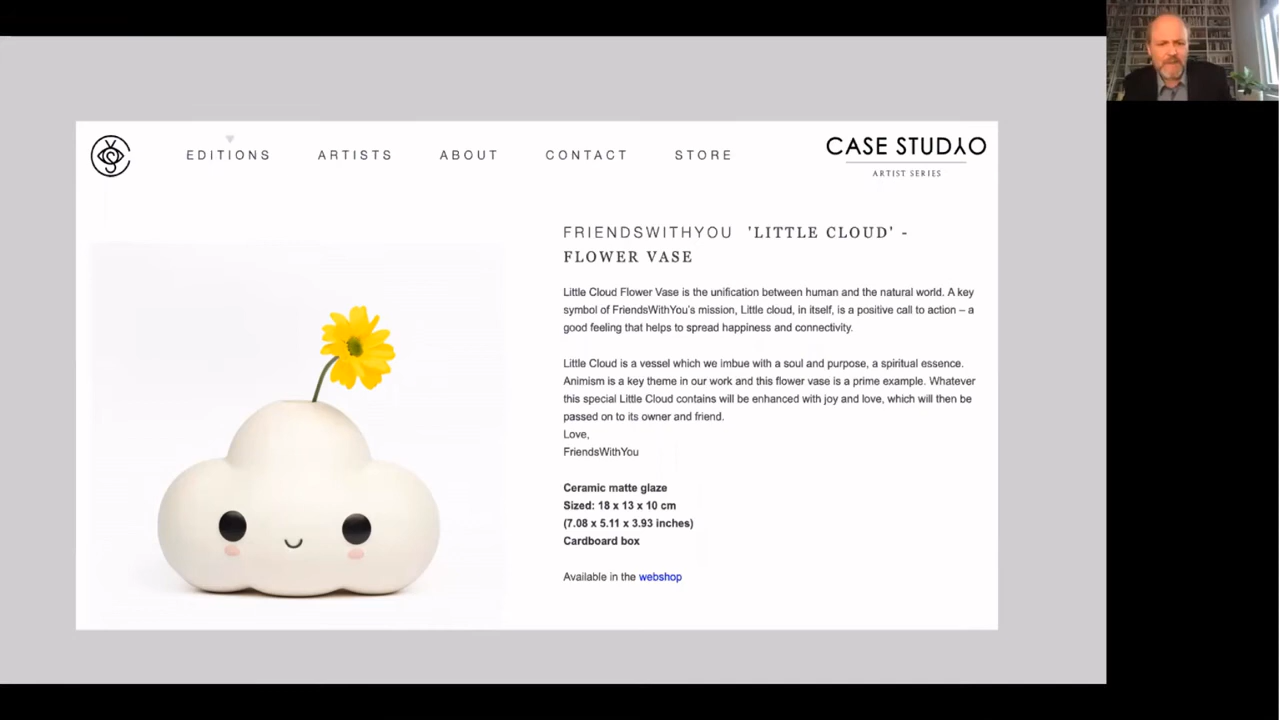 EDITIONS ARTISTS ABOUT CONTACT STORE
CASE STUDYO
ARTIST SERIES
FRIENDSWITHYOU 'LITTLE CLOUD' -
FLOWER VASE
Little Cloud Flower Vase is the unification between human and the natural world. A key
symbol of FriendsWithYou's mission, Little cloud, in itself, is a positive call to action – a
good feeling that helps to spread happiness and connectivity.
Little Cloud is a vessel which we imbue with a soul and purpose, a spiritual essence.
Animism is a key theme in our work and this flower vase is a prime example. Whatever
this special Little Cloud contains will be enhanced with joy and love, which will then be
passed on to its owner and friend.
Love,
FriendsWithYou
Ceramic matte glaze
Sized: 18 x 13 x 10 cm
(7.08 x 5.11 x 3.93 inches)
Cardboard box
Available in the webshop